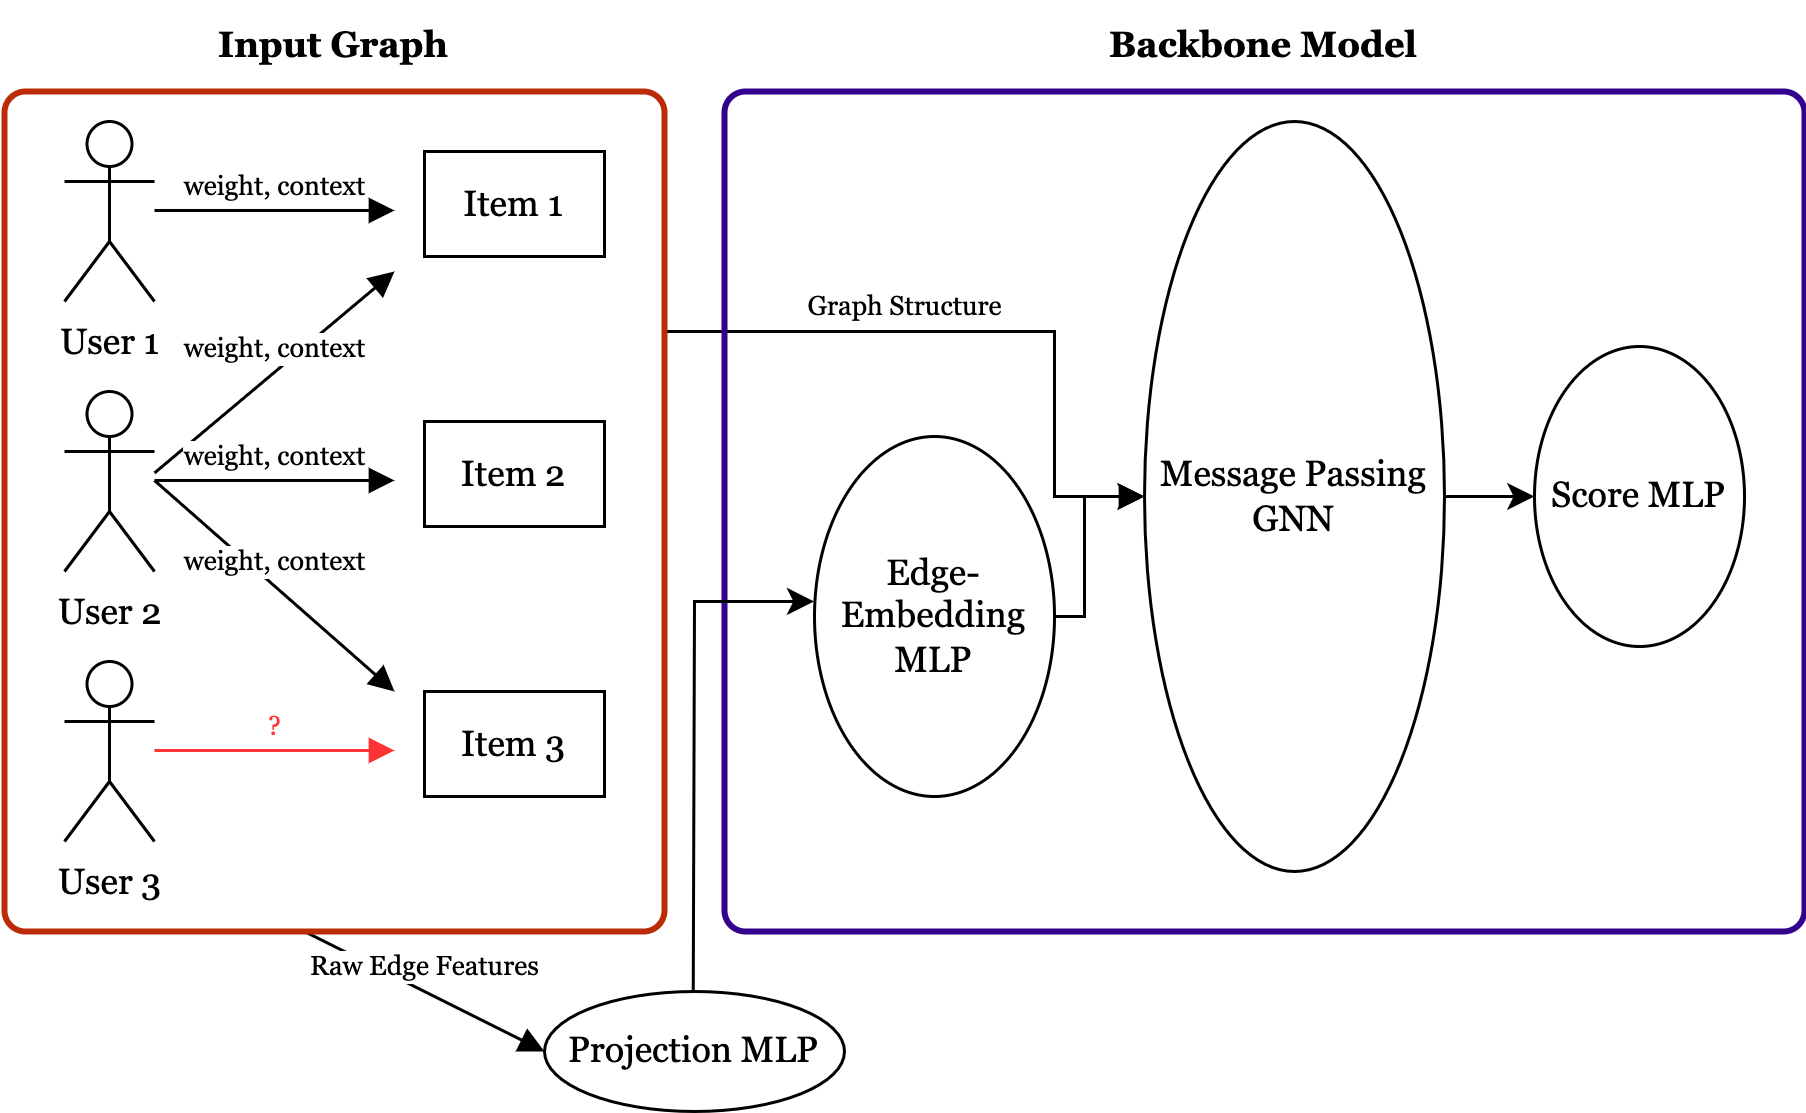 Input Graph
Backbone Model
weight, context
Item 1
User 1
weight, context
weight, context
Item 2
User 2
weight, context
?
Item 3
User 3
Graph Structure
Edge-
Embedding
MLP
Message Passing
GNN
Score MLP
Raw Edge Features
Projection MLP